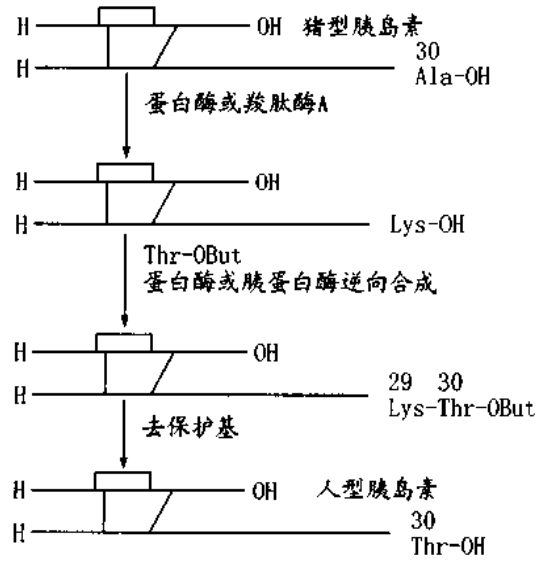 H OH 猪型胰岛素
30
H Ala-OH
蛋白酶或羧肽酶A
H OH
H Lys-OH
Thr-OBut
蛋白酶或胰蛋白酶逆向合成
H OH
29 30
H Lys-Thr-OBut
去保护基
H OH 人型胰岛素
30
H Thr-OH